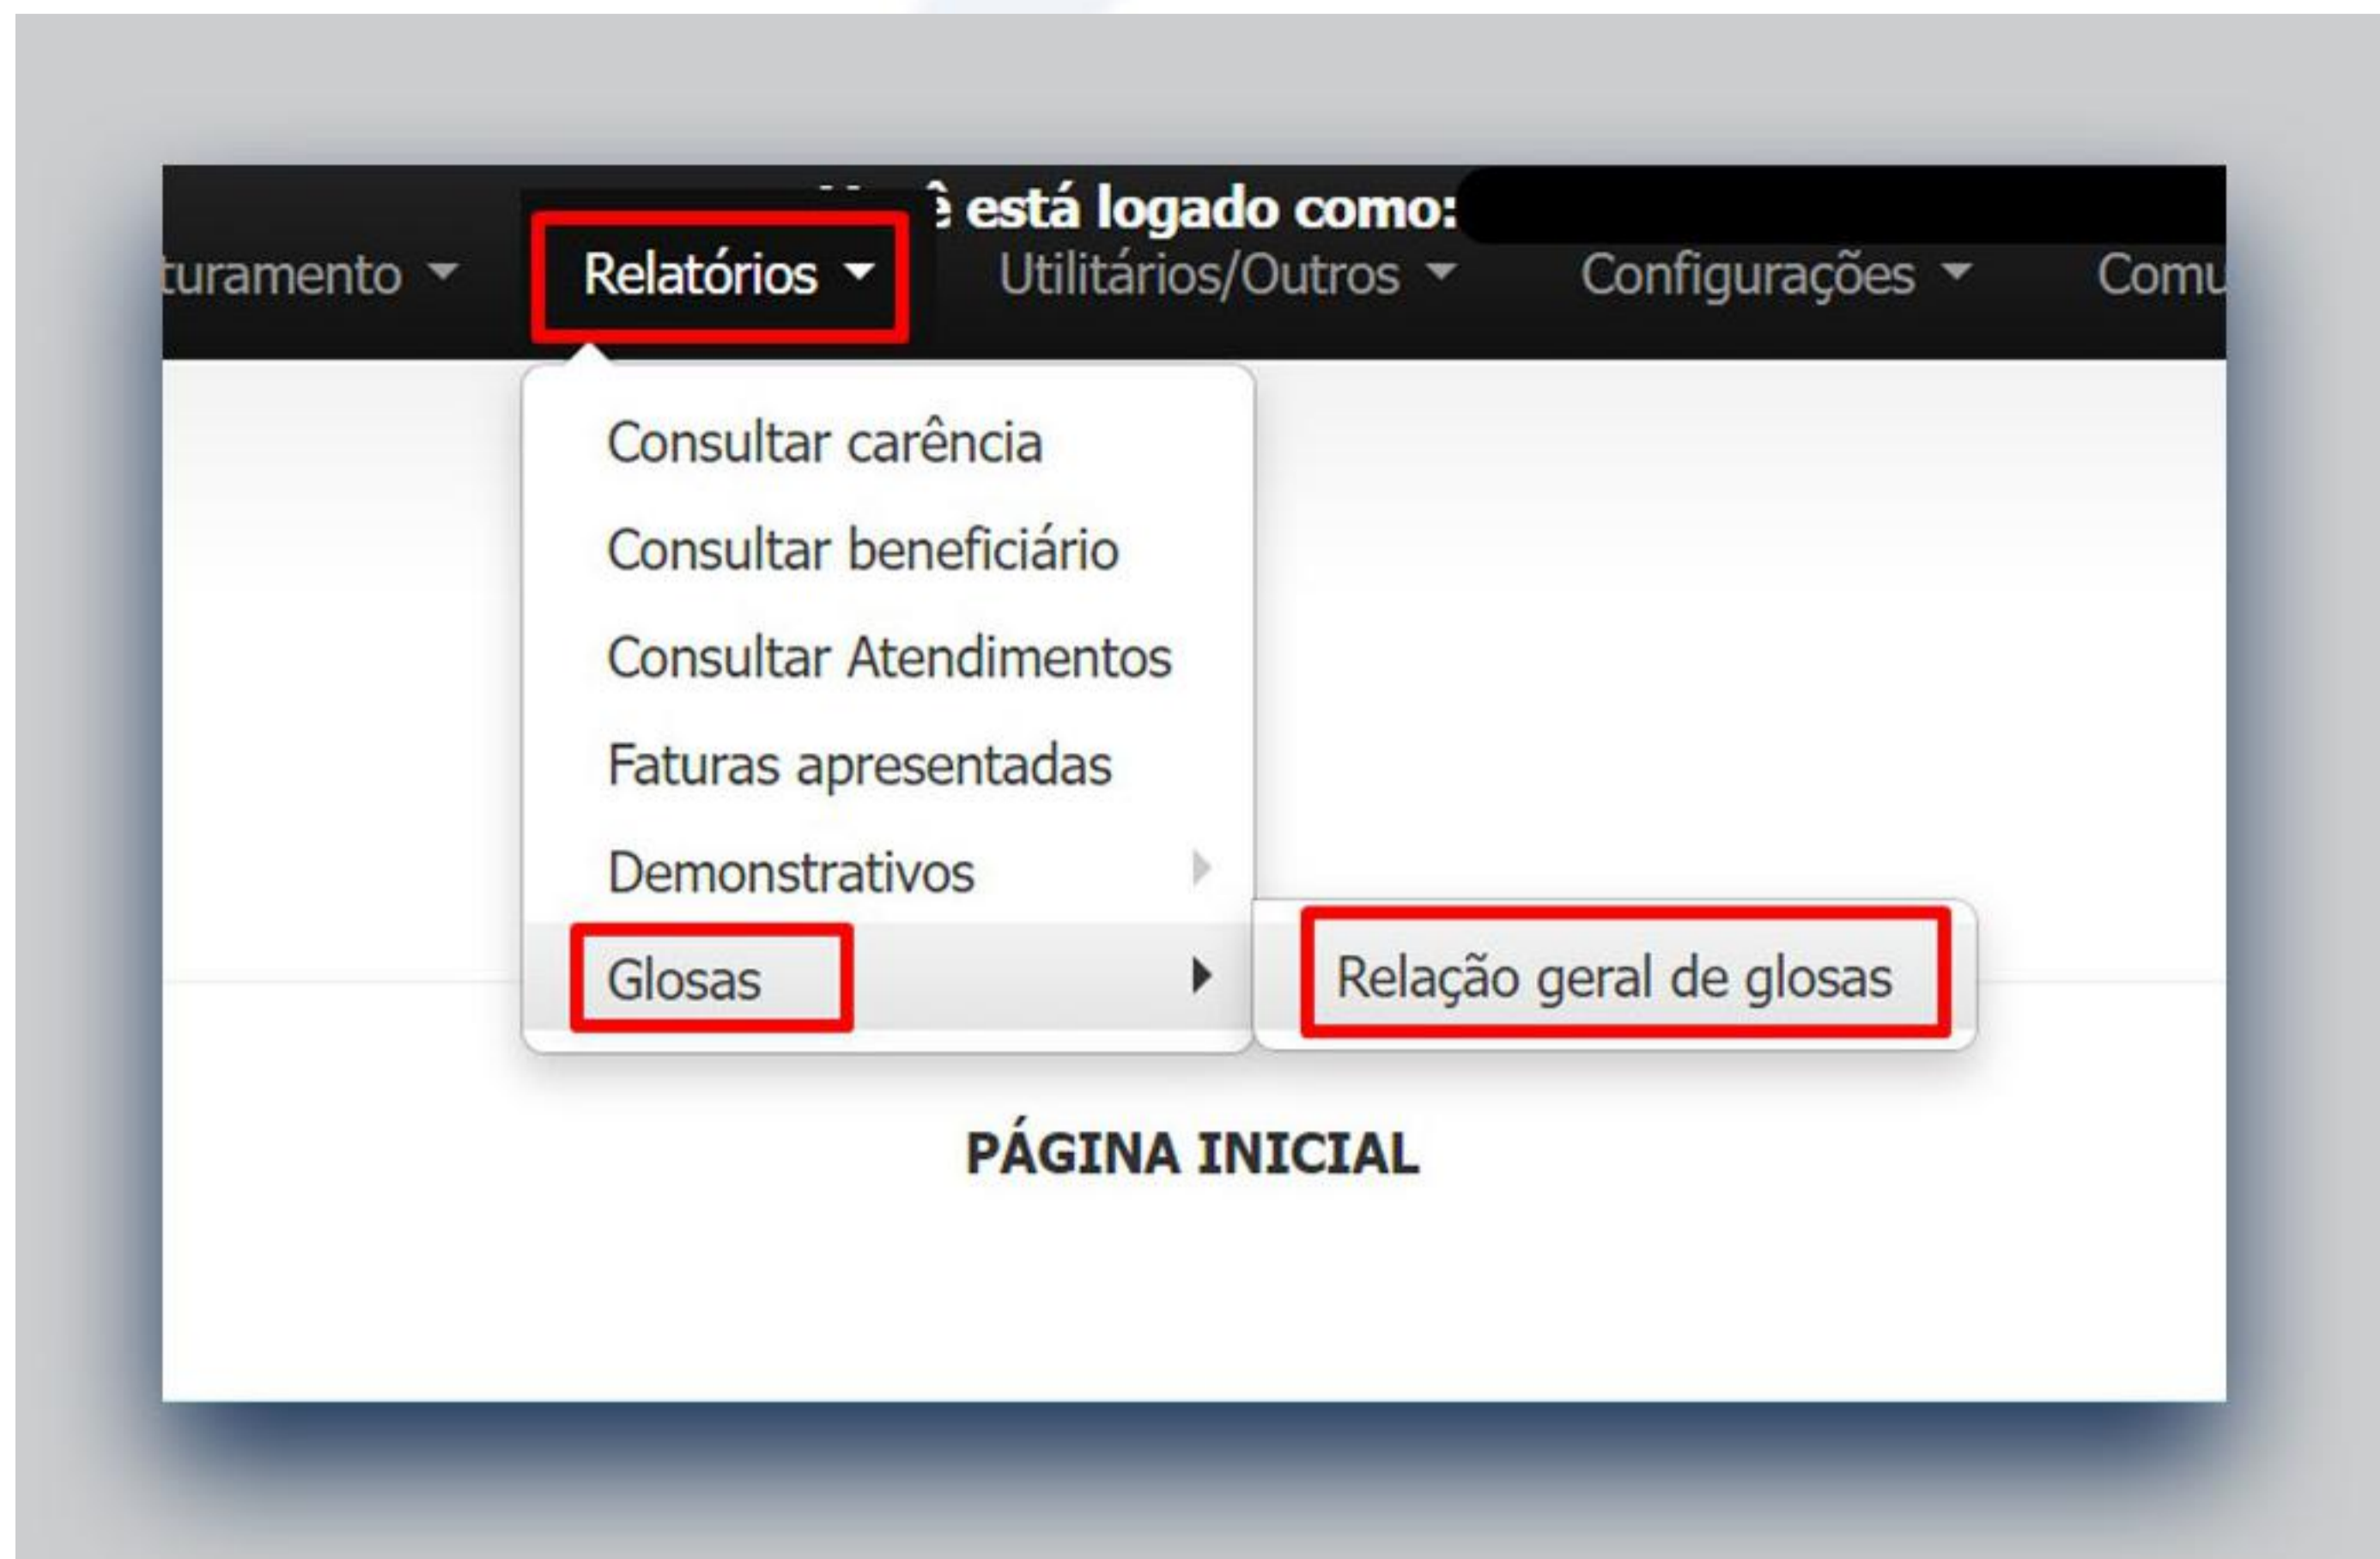 está logado como:
turamento Relatórios Utilitários/Outros Configurações Comu
Consultar carência
Consultar beneficiário
Consultar Atendimentos
Faturas apresentadas
Demonstrativos
Glosas
Relação geral de glosas
PÁGINA INICIAL